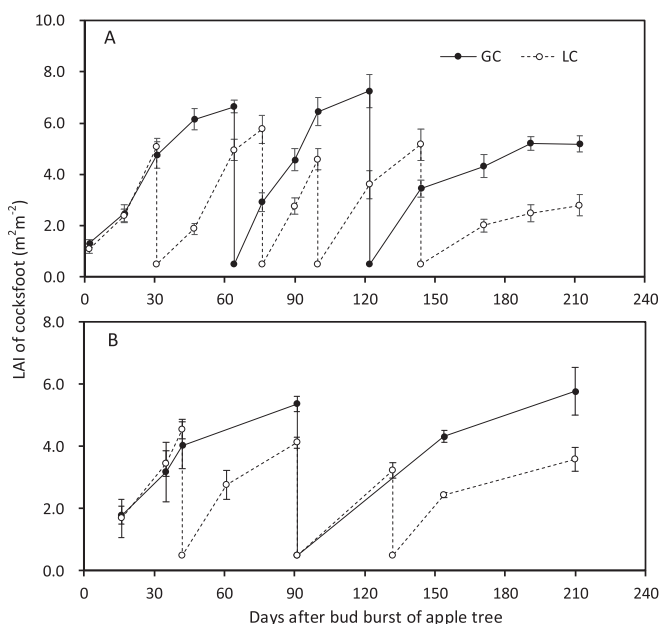 LAI of cocksfoot (m²m⁻²)
A
GC
LC
10.0
8.0
6.0
4.0
2.0
0.0
0 30 60 90 120 150 180 210 240
B
8.0
6.0
4.0
2.0
0.0
0 30 60 90 120 150 180 210 240
Days after bud burst of apple tree